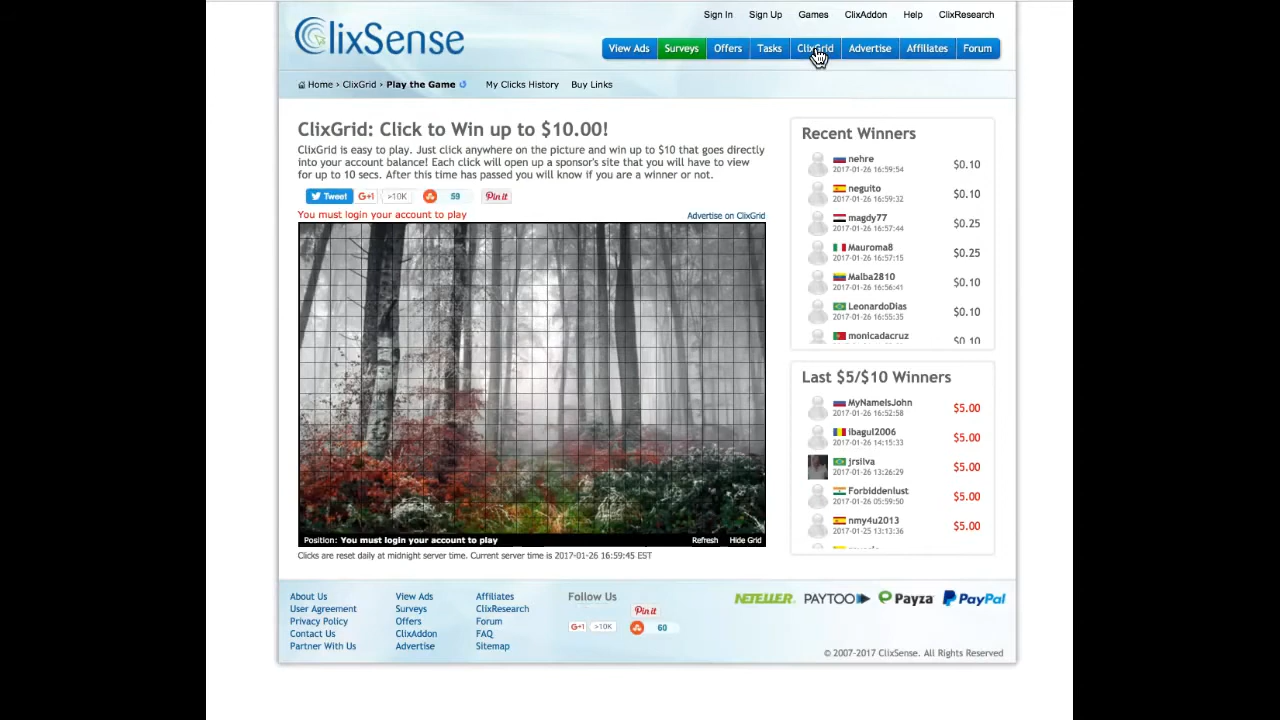 ClixSense
Sign In Sign Up Games ClixAddon Help ClixResearch
View Ads Surveys Offers Tasks ClixGrid Advertise Affiliates Forum
Home › ClixGrid › Play the Game My Clicks History Buy Links
ClixGrid: Click to Win up to $10.00!
ClixGrid is easy to play. Just click anywhere on the picture and win up to $10 that goes directly
into your account balance! Each click will open up a sponsor's site that you will have to view
for up to 10 secs. After this time has passed you will know if you are a winner or not.
Tweet G+1 >10K 59 Pin it
You must login your account to play Advertise on ClixGrid
Position: You must login your account to play Refresh Hide Grid
Clicks are reset daily at midnight server time. Current server time is 2017-01-26 16:59:45 EST
Recent Winners
nehre
2017-01-26 16:59:54
$0.10
neguito
2017-01-26 16:59:32
$0.10
magdy77
2017-01-26 16:57:44
$0.25
Mauroma8
2017-01-26 16:57:15
$0.25
Malba2810
2017-01-26 16:56:41
$0.10
LeonardoDias
2017-01-26 16:55:35
$0.10
monicadacruz
$0.10
Last $5/$10 Winners
MyNameIsJohn
2017-01-26 16:52:58
$5.00
ibagul2006
2017-01-26 14:15:33
$5.00
jrsilva
2017-01-26 13:26:29
$5.00
Forbiddenlust
2017-01-26 05:59:50
$5.00
nmy4u2013
2017-01-25 13:13:36
$5.00
About Us View Ads Affiliates Follow Us
User Agreement Surveys ClixResearch
Privacy Policy Offers Forum
Contact Us ClixAddon FAQ
Partner With Us Advertise Sitemap
Pin it
G+1 >10K 60
NETELLER PAYTOO Payza PayPal
© 2007-2017 ClixSense. All Rights Reserved